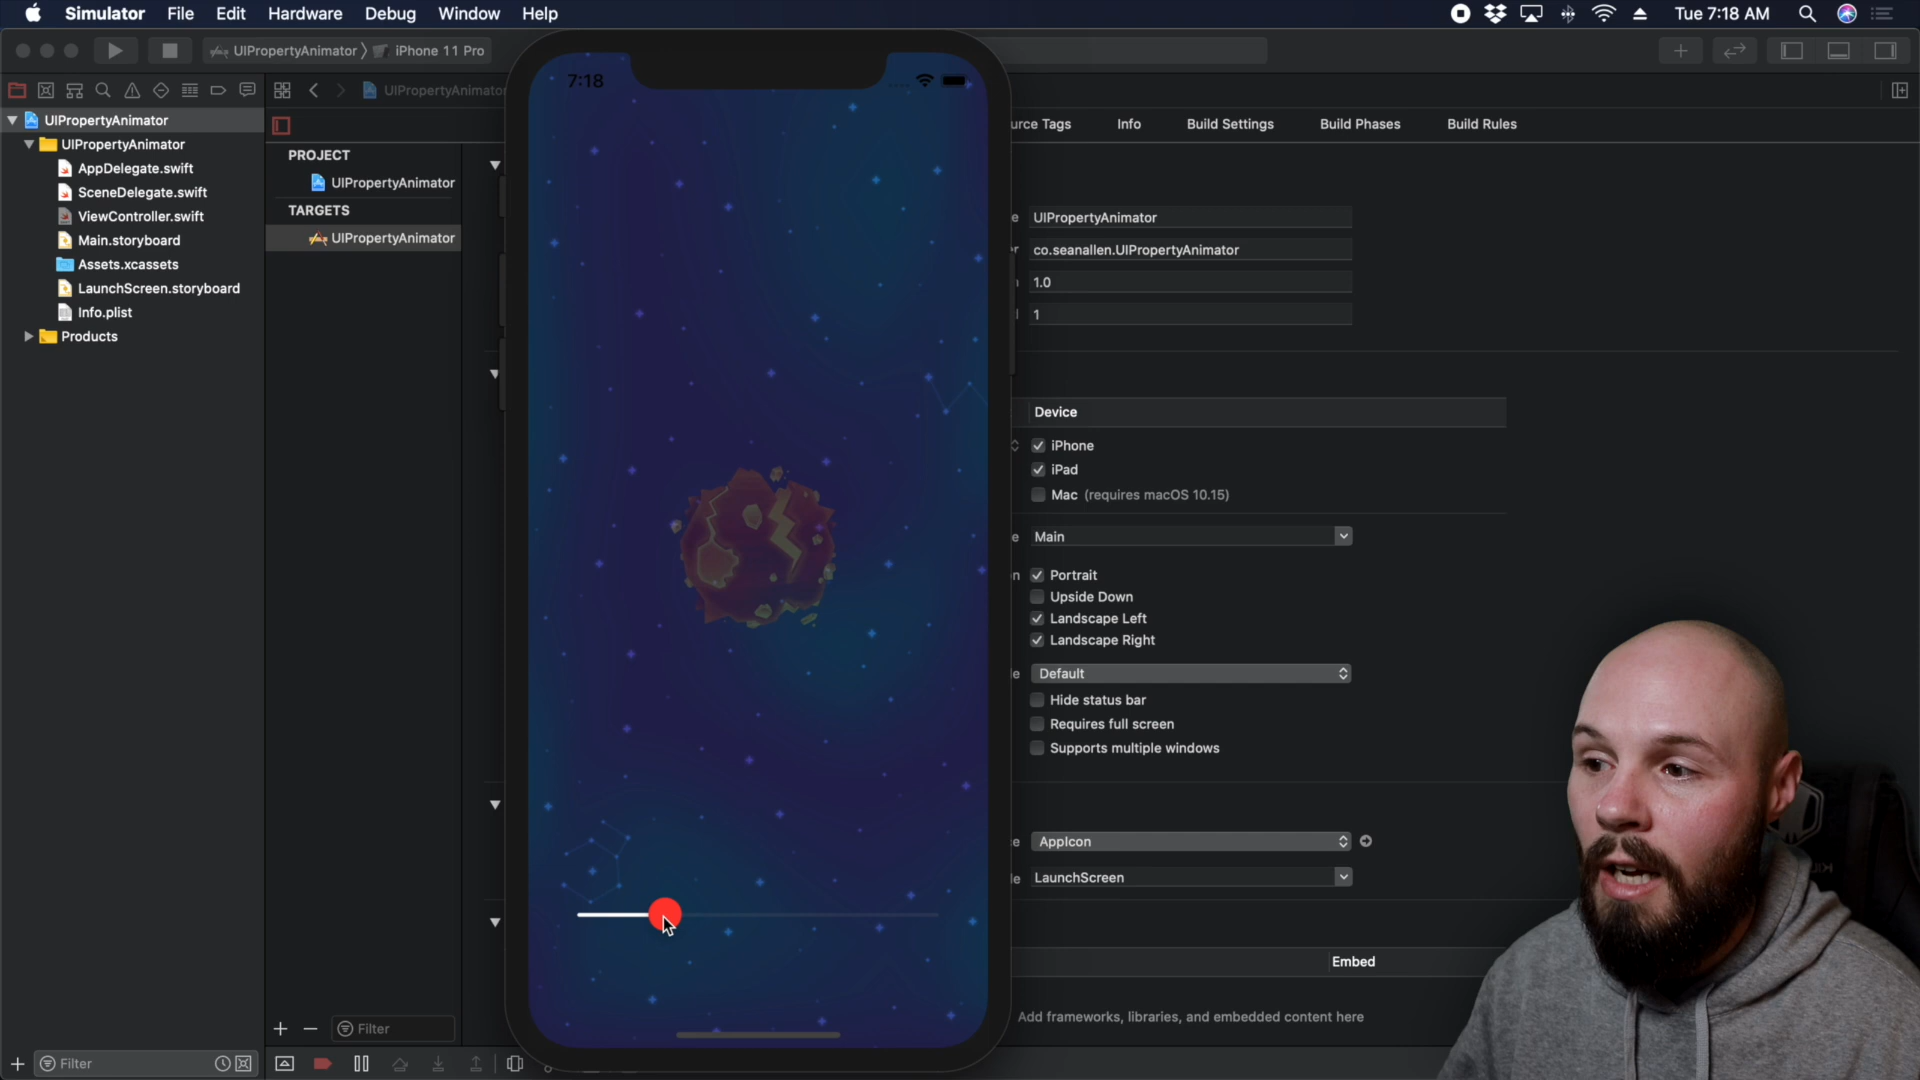 Simulator File Edit Hardware Debug Window Help
Tue 7:18 AM
UIPropertyAnimator iPhone 11 Pro
7:18
UIPropertyAnimator
UIPropertyAnimator
UIPropertyAnimator
AppDelegate.swift
SceneDelegate.swift
ViewController.swift
Main.storyboard
Assets.xcassets
LaunchScreen.storyboard
Info.plist
Products
PROJECT
UIPropertyAnimator
TARGETS
UIPropertyAnimator
Tags Info Build Settings Build Phases Build Rules
UIPropertyAnimator
co.seanallen.UIPropertyAnimator
1.0
1
Device
iPhone
iPad
Mac (requires macOS 10.15)
Main
Portrait
Upside Down
Landscape Left
Landscape Right
Default
Hide status bar
Requires full screen
Supports multiple windows
AppIcon
LaunchScreen
Embed
Add frameworks, libraries, and embedded content here
Filter
Filter